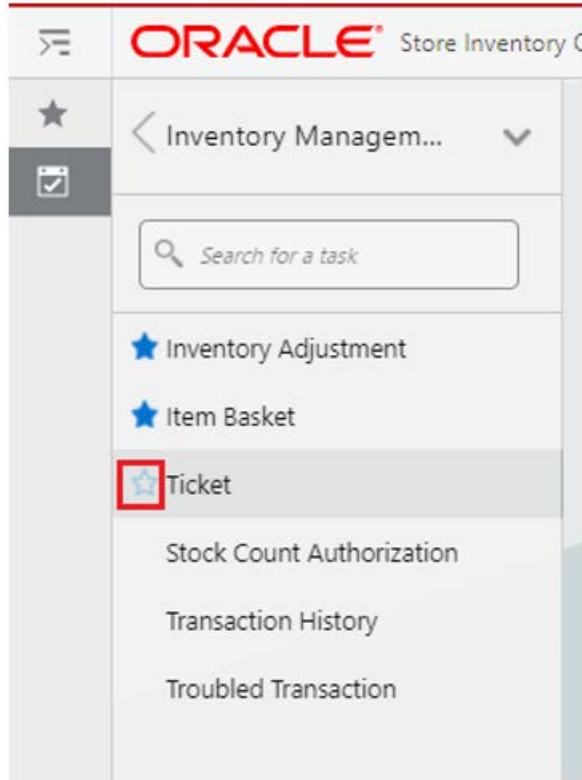 ORACLE® Store Inventory
Inventory Managem...
Search for a task
Inventory Adjustment
Item Basket
Ticket
Stock Count Authorization
Transaction History
Troubled Transaction